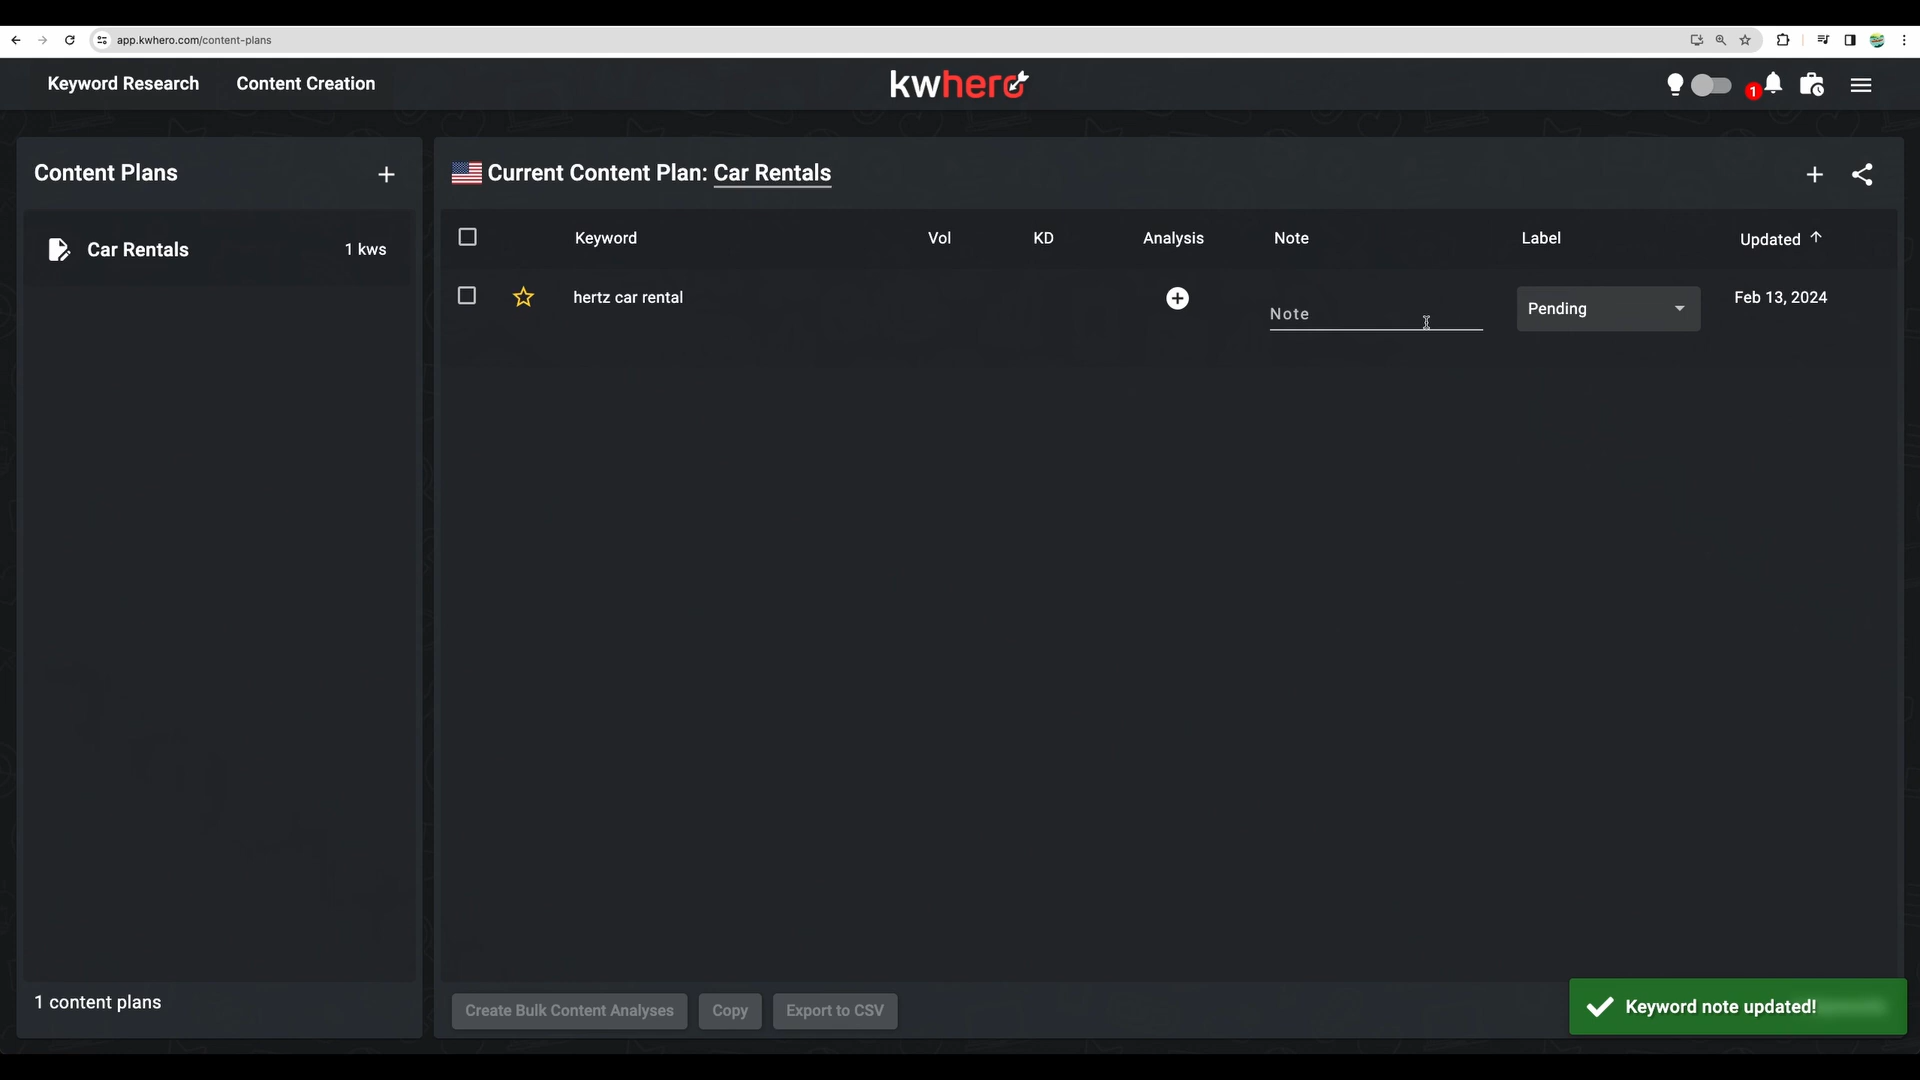 app.kwhero.com/content-plans
Keyword Research Content Creation kwhero 1
Content Plans
Car Rentals 1 kws
1 content plans
Current Content Plan: Car Rentals
Keyword Vol KD Analysis Note Label Updated
hertz car rental Note Pending Feb 13, 2024
Create Bulk Content Analyses Copy Export to CSV
Keyword note updated!